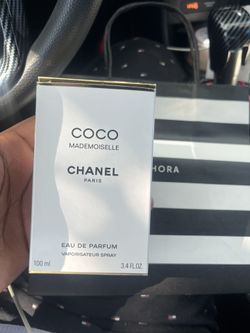 COCO
MADEMOISELLE
CHANEL
PARIS
HORA
EAU DE PARFUM
VAPORISATEUR SPRAY
100 ml 3.4 FL.OZ.